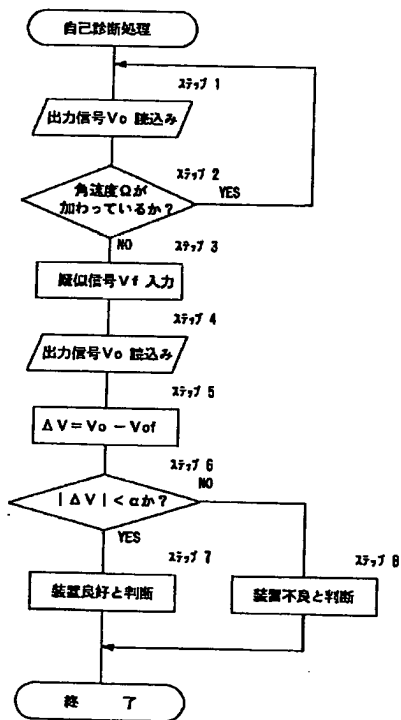 自己診断処理
ステップ 1
出力信号Vo 読込み
ステップ 2
角速度Ωが
加わっているか?
YES
NO
ステップ 3
疑似信号Vf 入力
ステップ 4
出力信号Vo 読込み
ステップ 5
ΔV=Vo-Vof
ステップ 6
|ΔV|<αか?
NO
YES
ステップ 7
装置良好と判断
ステップ 8
装置不良と判断
終 了